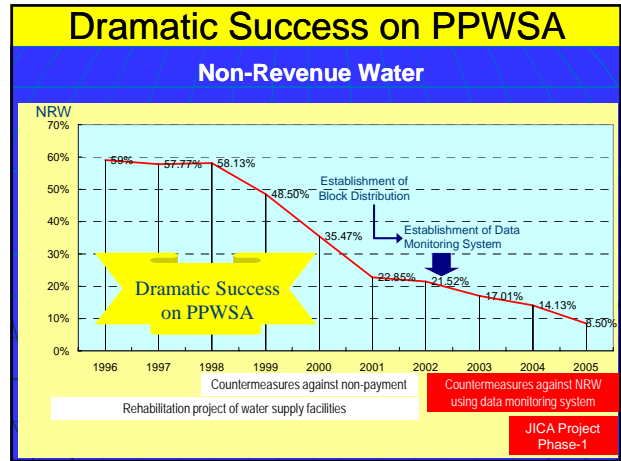 Dramatic Success on PPWSA
Non-Revenue Water
NRW
70%
60%
50%
40%
30%
20%
10%
0%
59%
57.77%
58.13%
48.50%
35.47%
22.85%
21.52%
17.01%
14.13%
8.50%
Establishment of
Block Distribution
Establishment of Data
Monitoring System
Dramatic Success
on PPWSA
1996 1997 1998 1999 2000 2001 2002 2003 2004 2005
Countermeasures against non-payment
Countermeasures against NRW
using data monitoring system
Rehabilitation project of water supply facilities
JICA Project
Phase-1